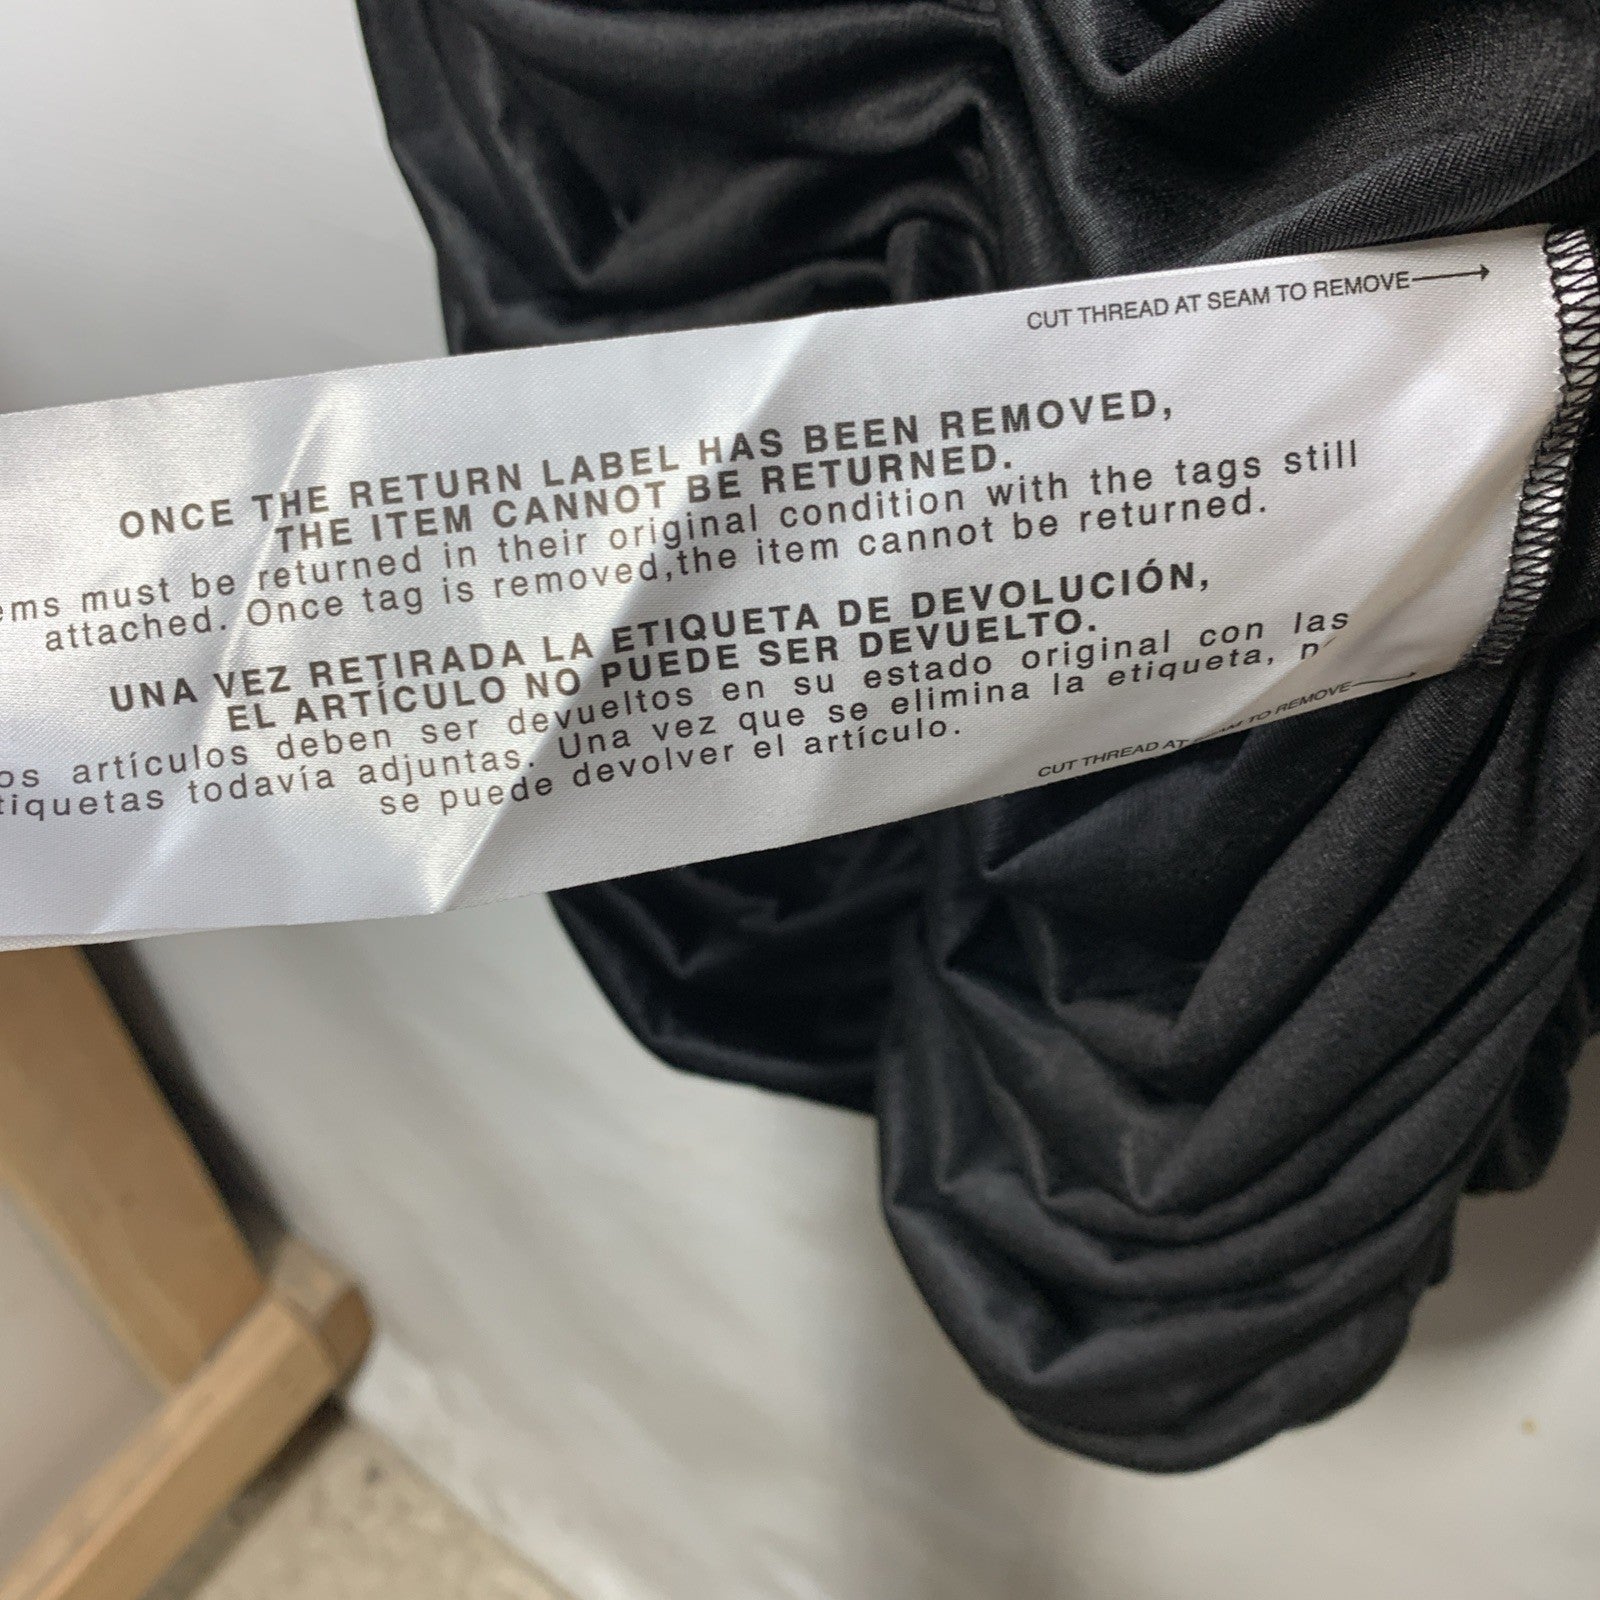 CUT THREAD AT SEAM TO REMOVE
ONCE THE RETURN LABEL HAS BEEN REMOVED,
THE ITEM CANNOT BE RETURNED.
must be returned in their original condition with the tags still
attached. Once tag is removed,the item cannot be returned.
UNA VEZ RETIRADA LA ETIQUETA DE DEVOLUCIÓN,
EL ARTÍCULO NO PUEDE SER DEVUELTO.
artículos deben ser devueltos en su estado original con las
todavía adjuntas. Una vez que se elimina la etiqueta,
se puede devolver el artículo.
CUT THREAD AT TO REMOVE